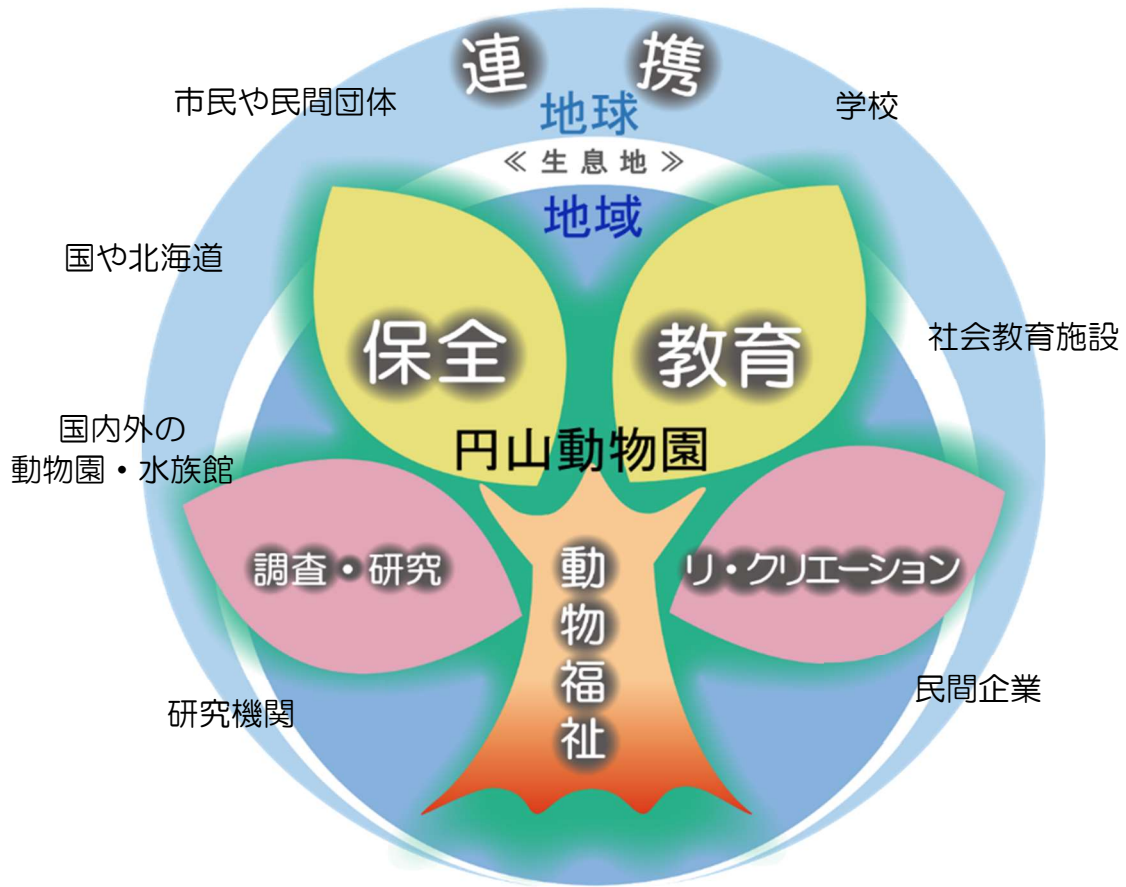 連携
市民や民間団体
地球
学校
≪生息地≫
地域
国や北海道
保全
教育
社会教育施設
国内外の
動物園・水族館
円山動物園
調査・研究
動物福祉
リ・クリエーション
研究機関
民間企業